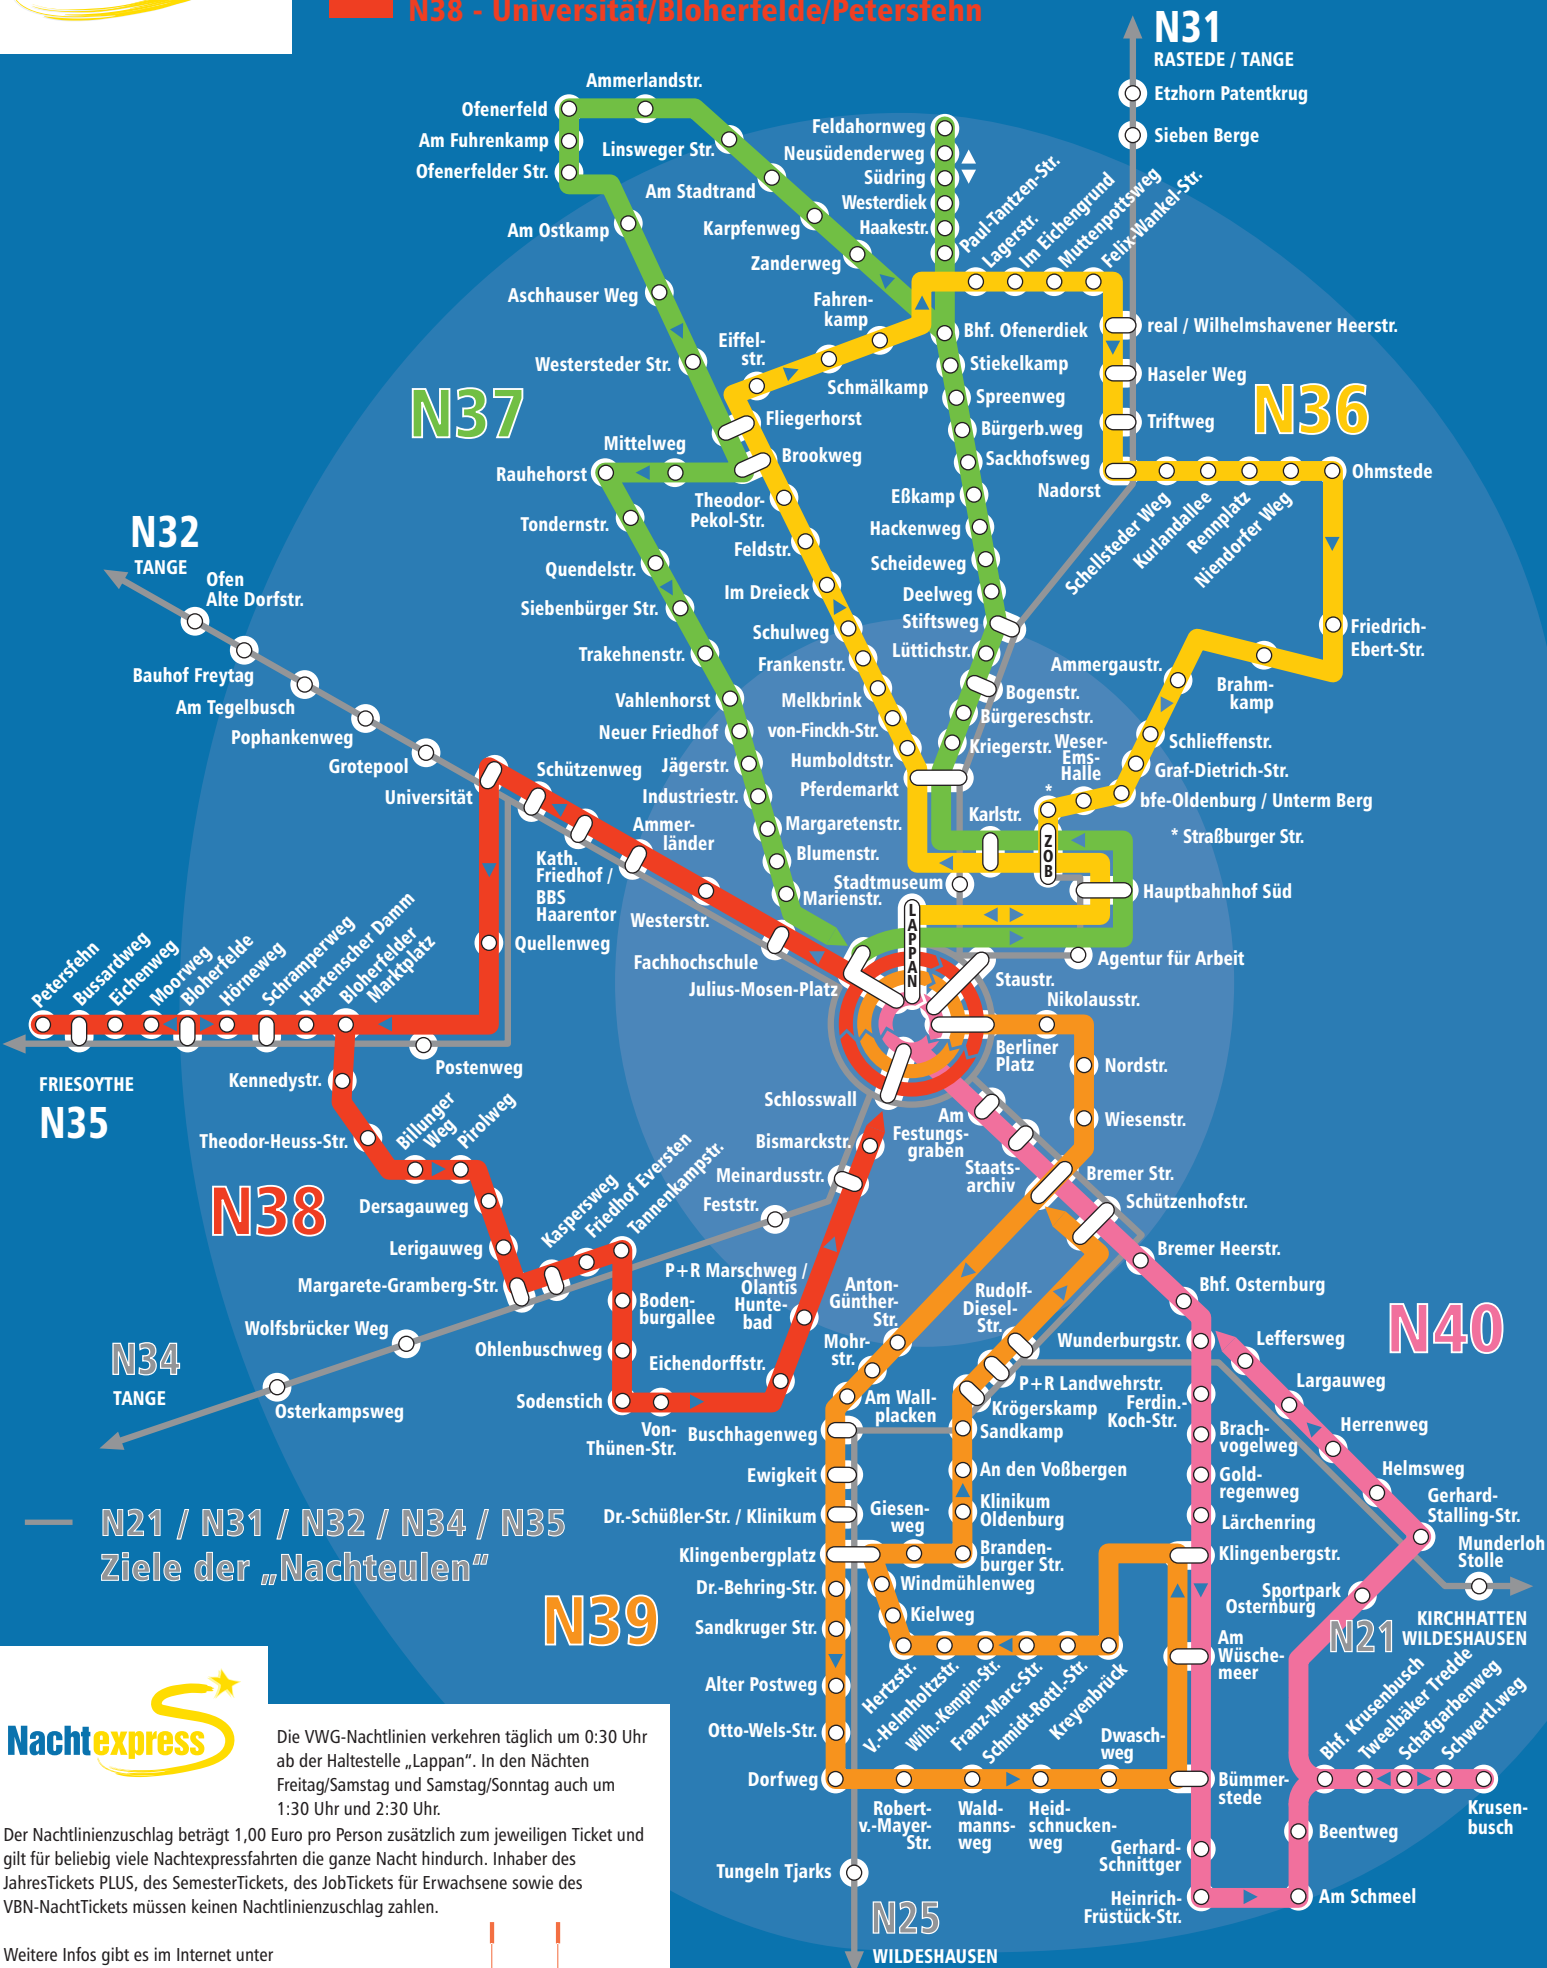 N38 - Universität/Bloherfelde/Petersfehn
N31
RASTEDE / TANGE
Etzhorn Patentkrug
Sieben Berge
Ammerlandstr.
Ofenerfeld
Am Fuhrenkamp
Ofenerfelder Str.
Linsweger Str.
Am Stadtrand
Karpfenweg
Zanderweg
Am Ostkamp
Aschhauser Weg
Westersteder Str.
Feldahornweg
Neusüdenderweg
Südring
Westerdiek
Haakestr.
Paul-Tantzen-Str.
Lagerstr.
Im Eichengrund
Muttenpottsweg
Felix-Wankel-Str.
Fahren-
kamp
Eiffel-
str.
Schmälkamp
Bhf. Ofenerdiek
Stiekelkamp
Spreenweg
Bürgerb.weg
Sackhofsweg
real / Wilhelmshavener Heerstr.
Haseler Weg
Triftweg
N36
N37
Fliegerhorst
Brookweg
Mittelweg
Rauhehorst
Theodor-
Pekol-Str.
Nadorst
Ohmstede
Schellsteder Weg
Kurlandallee
Rennplatz
Niendorfer Weg
Eßkamp
Hackenweg
Scheideweg
Deelweg
Stiftsweg
Lüttichstr.
Bogenstr.
Bürgereschstr.
Kriegerstr.
Tondernstr.
Quendelstr.
Siebenbürger Str.
Trakehnenstr.
Vahlenhorst
Neuer Friedhof
Jägerstr.
Industriestr.
Margaretenstr.
Blumenstr.
Marienstr.
Feldstr.
Im Dreieck
Schulweg
Frankenstr.
Melkbrink
von-Finckh-Str.
Humboldtstr.
Pferdemarkt
Friedrich-
Ebert-Str.
Brahm-
kamp
Ammergaustr.
Schlieffenstr.
Graf-Dietrich-Str.
bfe-Oldenburg / Unterm Berg
Weser-
Ems-
Halle
*
* Straßburger Str.
Karlstr.
ZOB
Stadtmuseum
Hauptbahnhof Süd
LAPPAN
Agentur für Arbeit
Staustr.
Nikolausstr.
N32
TANGE
Ofen
Alte Dorfstr.
Bauhof Freytag
Am Tegelbusch
Pophankenweg
Grotepool
Universität
Schützenweg
Kath.
Friedhof /
BBS
Haarentor
Ammer-
länder
Westerstr.
Quellenweg
Fachhochschule
Julius-Mosen-Platz
Petersfehn
Bussardweg
Eichenweg
Moorweg
Bloherfelde
Hörneweg
Schramperweg
Hartenscher Damm
Bloherfelder
Marktplatz
FRIESOYTHE
N35
Postenweg
Kennedystr.
Theodor-Heuss-Str.
Billunger
Weg
Pirolweg
N38
Dersagauweg
Lerigauweg
Margarete-Gramberg-Str.
Kaspersweg
Friedhof Eversten
Tannenkampstr.
Wolfsbrücker Weg
N34
TANGE
Osterkampsweg
Boden-
burgallee
Ohlenbuschweg
Sodenstich
Von-
Thünen-Str.
Eichendorffstr.
P+R Marschweg /
Olantis
Hunte-
bad
Feststr.
Meinardusstr.
Bismarckstr.
Schlosswall
Berliner
Platz
Nordstr.
Wiesenstr.
Am
Festungs-
graben
Staats-
archiv
Bremer Str.
Schützenhofstr.
Bremer Heerstr.
Bhf. Osternburg
Wunderburgstr.
N40
Leffersweg
Largauweg
Herrenweg
Helmsweg
Gerhard-
Stalling-Str.
Munderloh
Stolle
Sportpark
Osternburg
N21
KIRCHHATTEN
WILDESHAUSEN
Anton-
Günther-
Str.
Mohr-
str.
Rudolf-
Diesel-
Str.
Am Wall-
placken
P+R Landwehrstr.
Krögerskamp
Sandkamp
An den Voßbergen
Klinikum
Oldenburg
Branden-
burger Str.
Giesen-
weg
Buschhagenweg
Ewigkeit
Dr.-Schüßler-Str. / Klinikum
Klingenbergplatz
Dr.-Behring-Str.
Sandkruger Str.
Alter Postweg
Otto-Wels-Str.
Dorfweg
Windmühlenweg
Kielweg
Hertzstr.
V.-Helmholtzstr.
Wilh.-Kempin-Str.
Franz-Marc-Str.
Schmidt-Rottl.-Str.
Kreyenbrück
N39
Ferdin.-
Koch-Str.
Brach-
vogelweg
Gold-
regenweg
Lärchenring
Klingenbergstr.
Am
Wüsche-
meer
Dwasch-
weg
Bümmer-
stede
Robert-
v.-Mayer-
Str.
Wald-
manns-
weg
Heid-
schnucken-
weg
Gerhard-
Schnittger
Heinrich-
Früstück-Str.
Am Schmeel
Beentweg
Bhf. Krusenbusch
Tweelbäker Tredde
Schafgarbenweg
Schwertl.weg
Krusen-
busch
Tungeln Tjarks
N25
WILDESHAUSEN
N21 / N31 / N32 / N34 / N35
Ziele der „Nachteulen“
Nachtexpress
Die VWG-Nachtlinien verkehren täglich um 0:30 Uhr
ab der Haltestelle „Lappan“. In den Nächten
Freitag/Samstag und Samstag/Sonntag auch um
1:30 Uhr und 2:30 Uhr.
Der Nachtlinienzuschlag beträgt 1,00 Euro pro Person zusätzlich zum jeweiligen Ticket und
gilt für beliebig viele Nachtexpressfahrten die ganze Nacht hindurch. Inhaber des
JahresTickets PLUS, des SemesterTickets, des JobTickets für Erwachsene sowie des
VBN-NachtTickets müssen keinen Nachtlinienzuschlag zahlen.
Weitere Infos gibt es im Internet unter